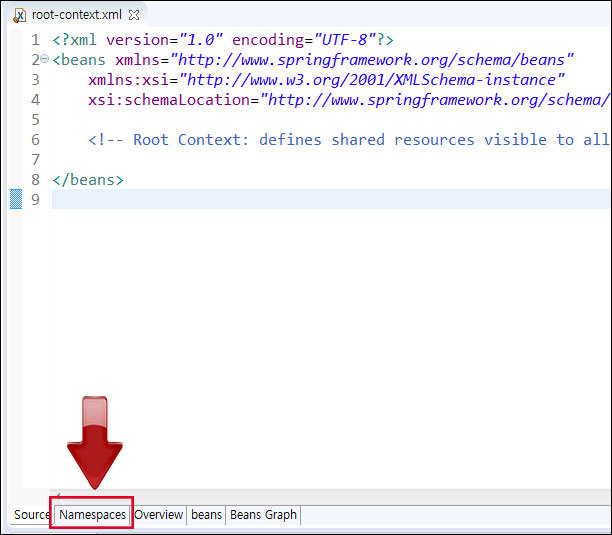 root-context.xml
1 <?xml version="1.0" encoding="UTF-8"?>
2 <beans xmlns="http://www.springframework.org/schema/beans"
3 xmlns:xsi="http://www.w3.org/2001/XMLSchema-instance"
4 xsi:schemaLocation="http://www.springframework.org/schema/
5
6 <!-- Root Context: defines shared resources visible to all
7
8 </beans>
9
Source Namespaces Overview beans Beans Graph